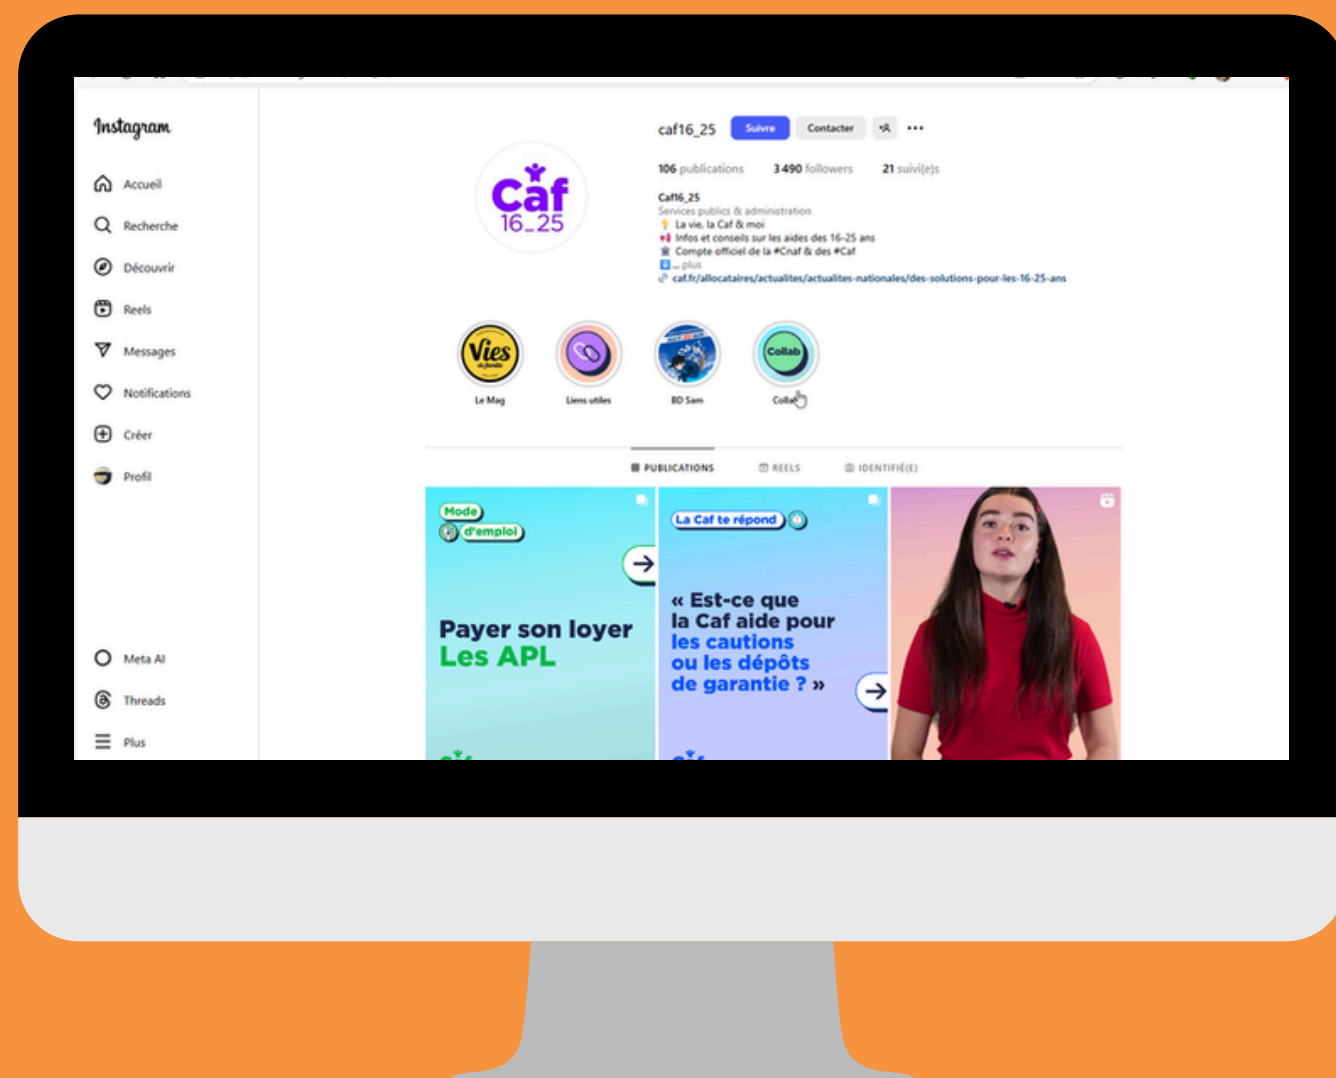 Instagram
Accueil
Recherche
Découvrir
Reels
Messages
Notifications
Créer
Profil
Meta AI
Threads
Plus
Caf
16_25
caf16_25 Suivre Contacter
106 publications 3 490 followers 21 suivi(e)s
Caf16_25
Services publics & administration
La vie, la Caf & moi
Infos et conseils sur les aides des 16-25 ans
Compte officiel de la #Cnaf & des #Caf
... plus
caf.fr/allocataires/actualites/actualites-nationales/des-solutions-pour-les-16-25-ans
Vies
de famille
Collab
Le Mag Liens utiles BD Sam Collab
PUBLICATIONS REELS IDENTIFIÉ(E)
Mode
d'emploi
Payer son loyer
Les APL
La Caf te répond
« Est-ce que
la Caf aide pour
les cautions
ou les dépôts
de garantie ? »